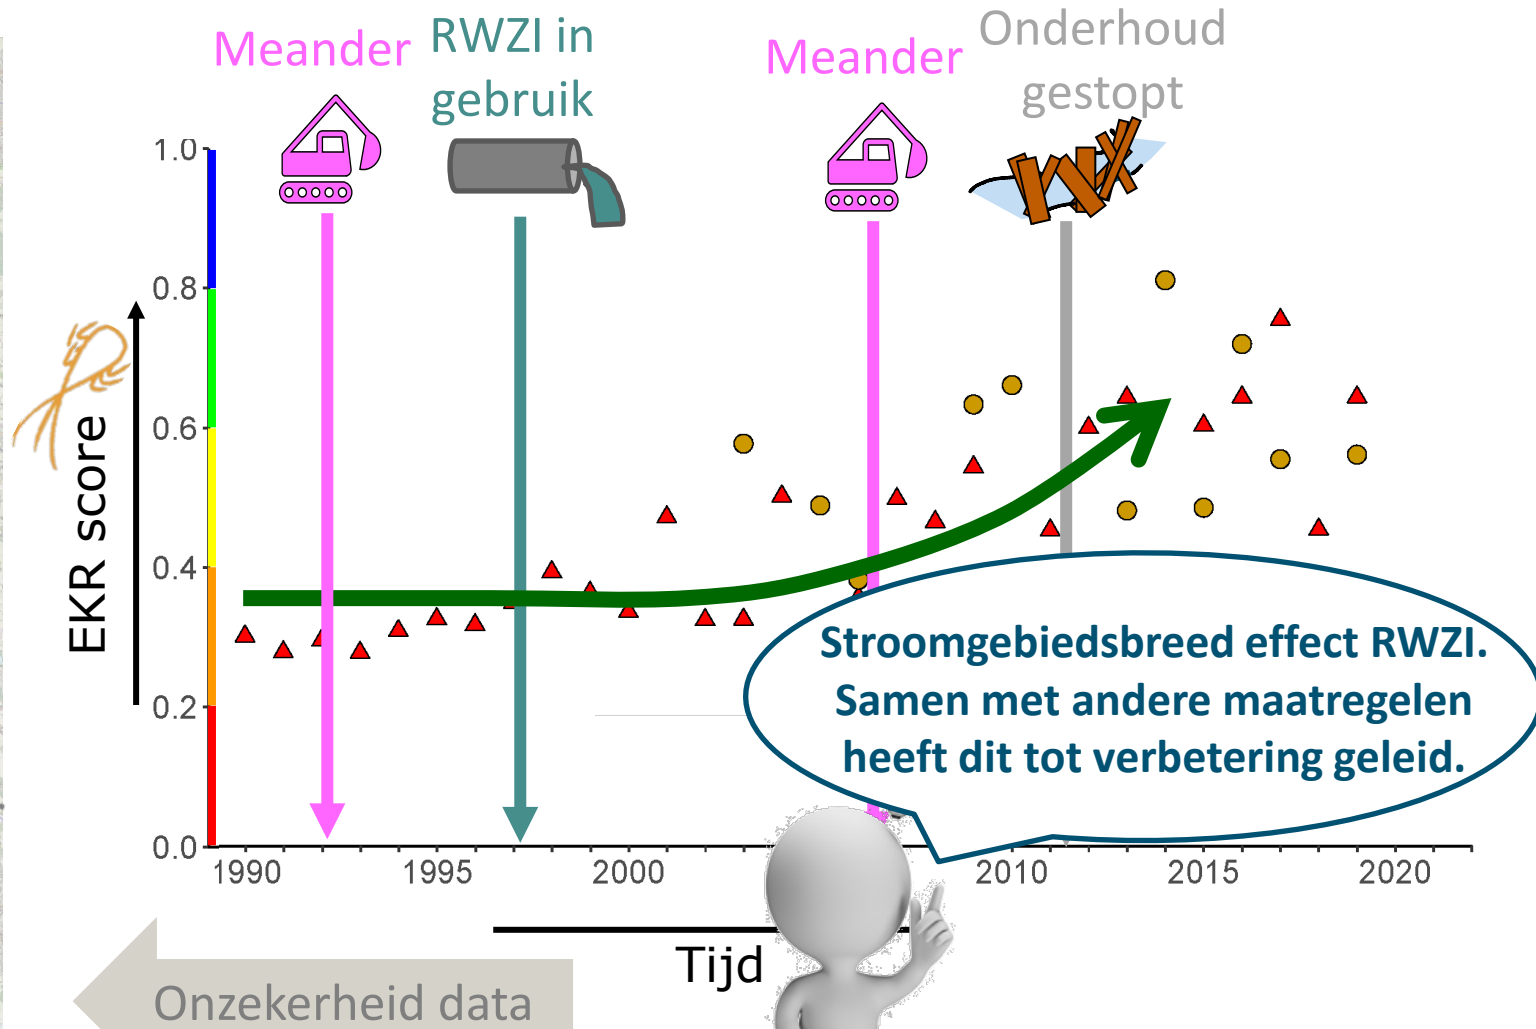 Meander
RWZI in
gebruik
Meander
Onderhoud
gestopt
1.0
0.8
0.6
0.4
0.2
0.0
EKR score
Stroomgebiedsbreed effect RWZI.
Samen met andere maatregelen
heeft dit tot verbetering geleid.
1990
1995
2000
2010
2015
2020
Tijd
Onzekerheid data